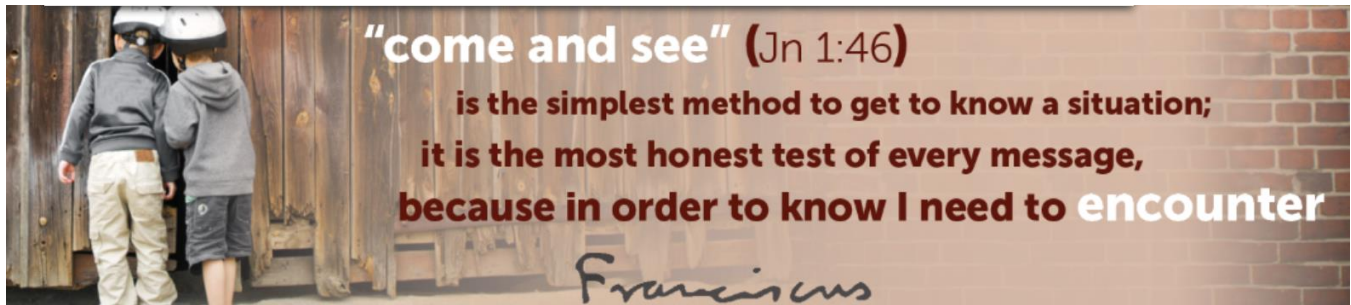 “come and see” (Jn 1:46)
is the simplest method to get to know a situation;
it is the most honest test of every message,
because in order to know I need to encounter
Franciscus